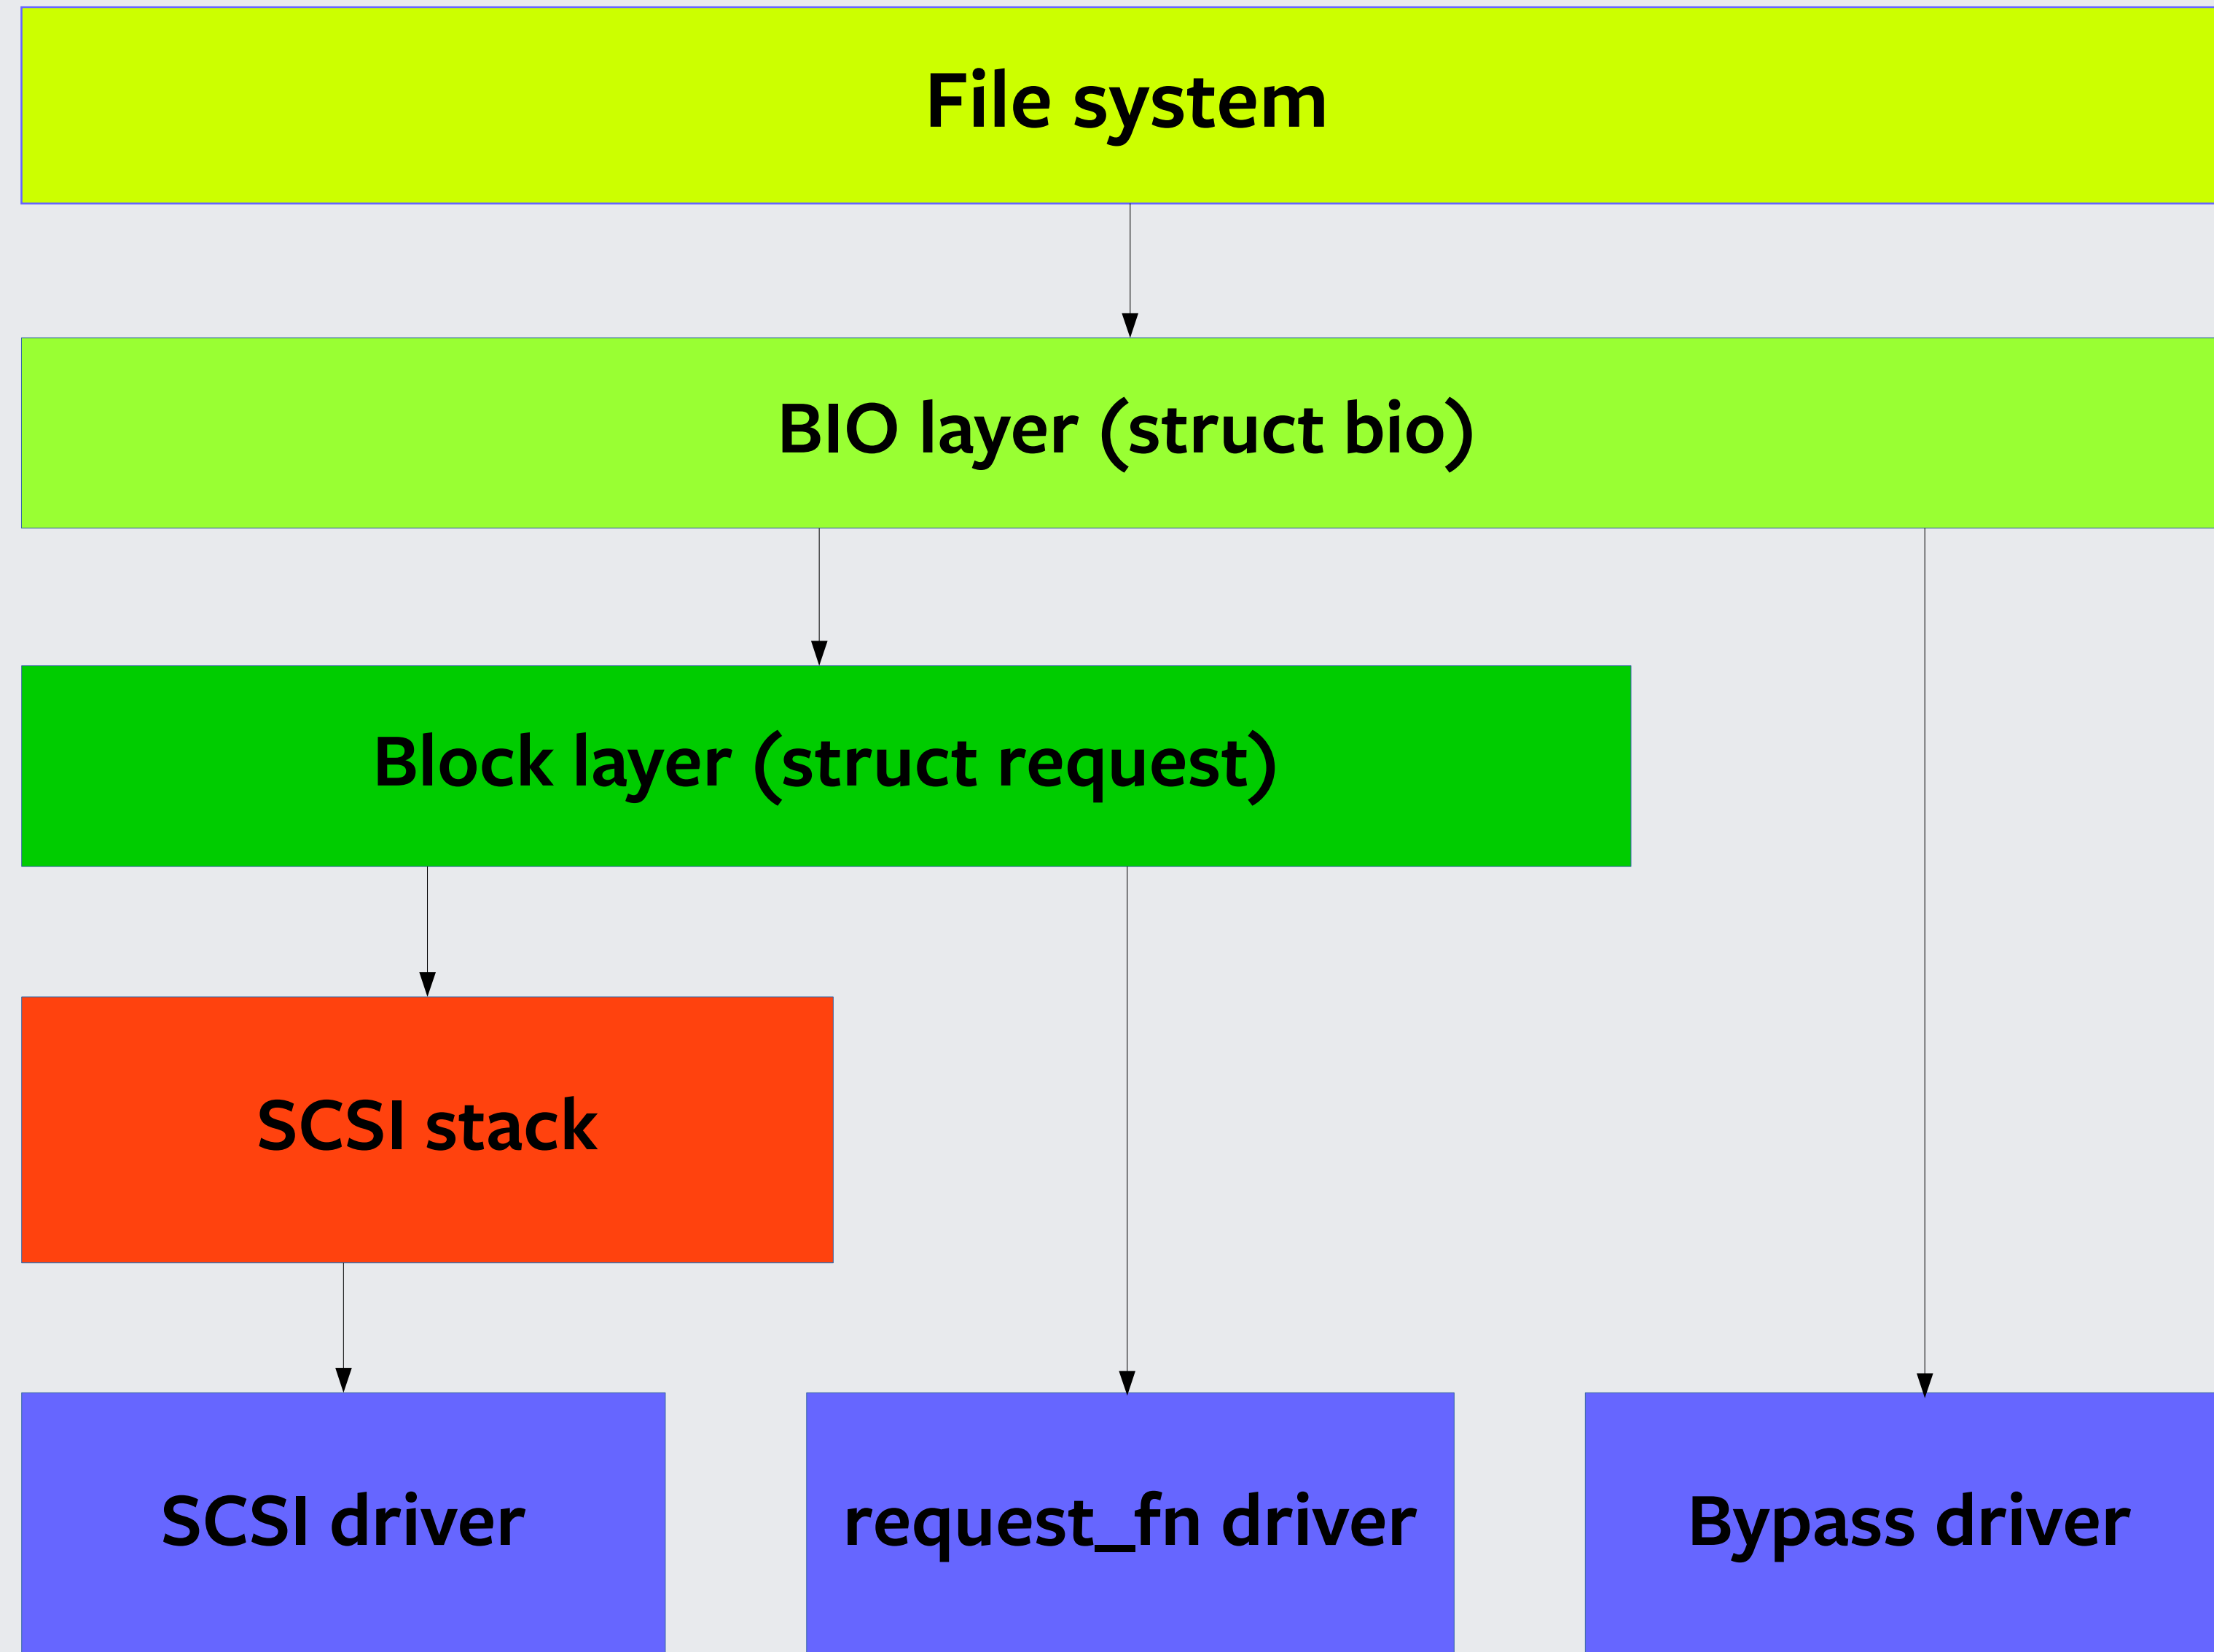 File system
BIO layer (struct bio)
Block layer (struct request)
SCSI stack
SCSI driver
request_fn driver
Bypass driver